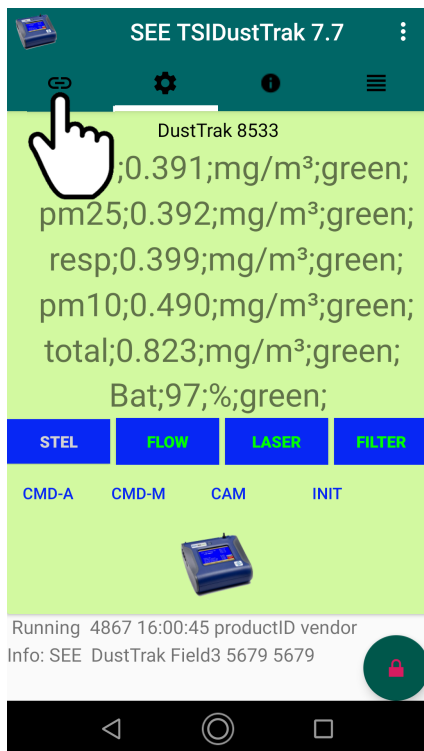 SEE TSIDustTrak 7.7
DustTrak 8533
;0.391;mg/m³;green;
pm25;0.392;mg/m³;green;
resp;0.399;mg/m³;green;
pm10;0.490;mg/m³;green;
total;0.823;mg/m³;green;
Bat;97;%;green;
STEL FLOW LASER FILTER
CMD-A CMD-M CAM INIT
Running 4867 16:00:45 productID vendor
Info: SEE DustTrak Field3 5679 5679